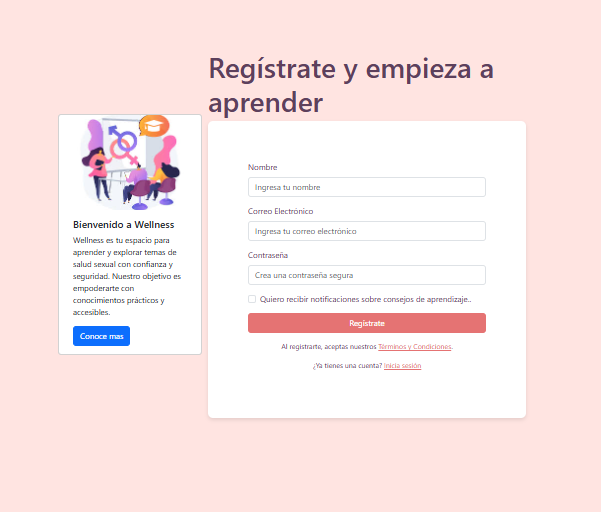 Regístrate y empieza a
aprender
Bienvenido a Wellness
Wellness es tu espacio para
aprender y explorar temas de
salud sexual con confianza y
seguridad. Nuestro objetivo es
empoderarte con
conocimientos prácticos y
accesibles.
Conoce mas
Nombre
Ingresa tu nombre
Correo Electrónico
Ingresa tu correo electrónico
Contraseña
Crea una contraseña segura
Quiero recibir notificaciones sobre consejos de aprendizaje..
Regístrate
Al registrarte, aceptas nuestros Términos y Condiciones.
¿Ya tienes una cuenta? Inicia sesión